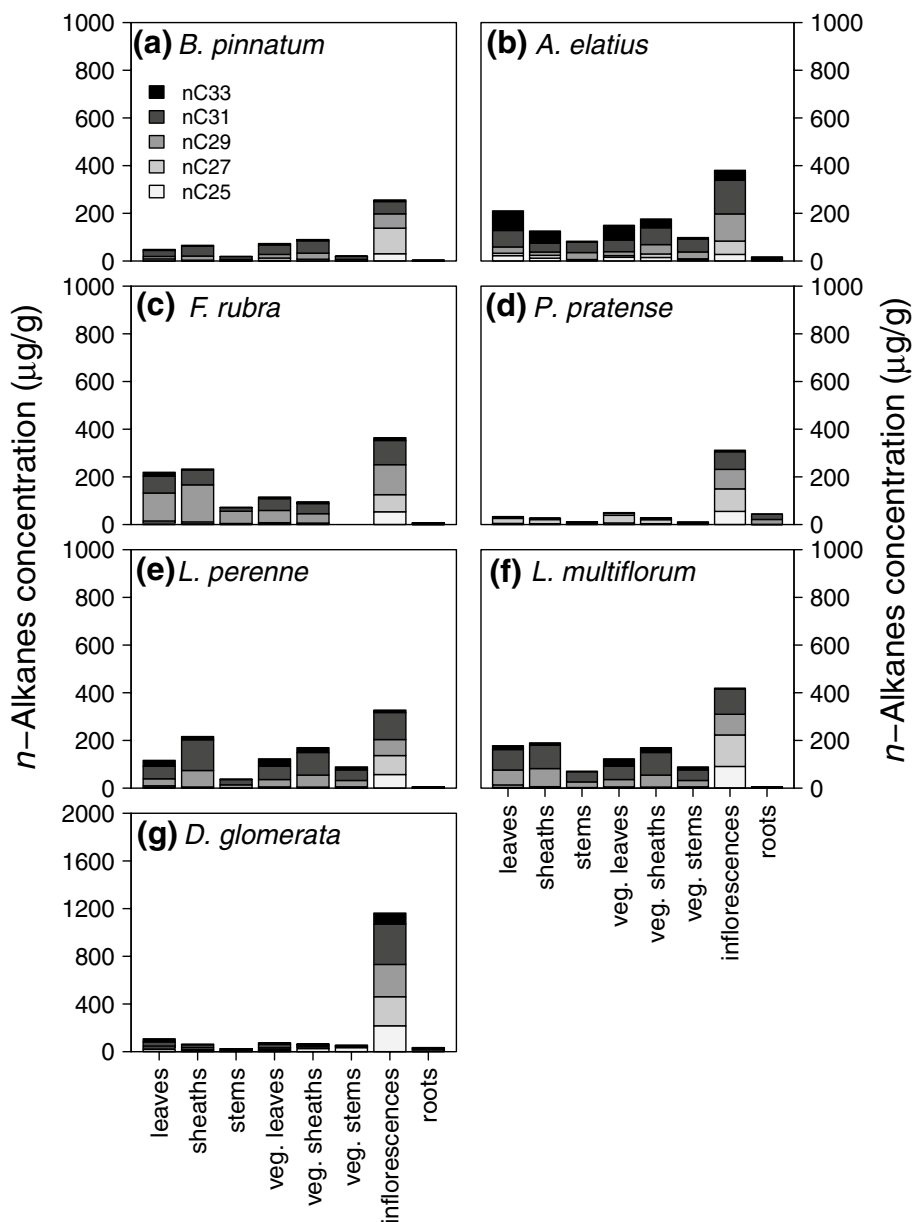 n–Alkanes concentration (μg/g)
n–Alkanes concentration (μg/g)
(a) B. pinnatum
nC33
nC31
nC29
nC27
nC25
1000
800
600
400
200
0
(b) A. elatius
1000
800
600
400
200
0
(c) F. rubra
1000
800
600
400
200
0
(d) P. pratense
1000
800
600
400
200
0
(e) L. perenne
1000
800
600
400
200
0
(f) L. multiflorum
1000
800
600
400
200
0
leaves
sheaths
stems
veg. leaves
veg. sheaths
veg. stems
inflorescences
roots
(g) D. glomerata
2000
1600
1200
800
400
0
leaves
sheaths
stems
veg. leaves
veg. sheaths
veg. stems
inflorescences
roots